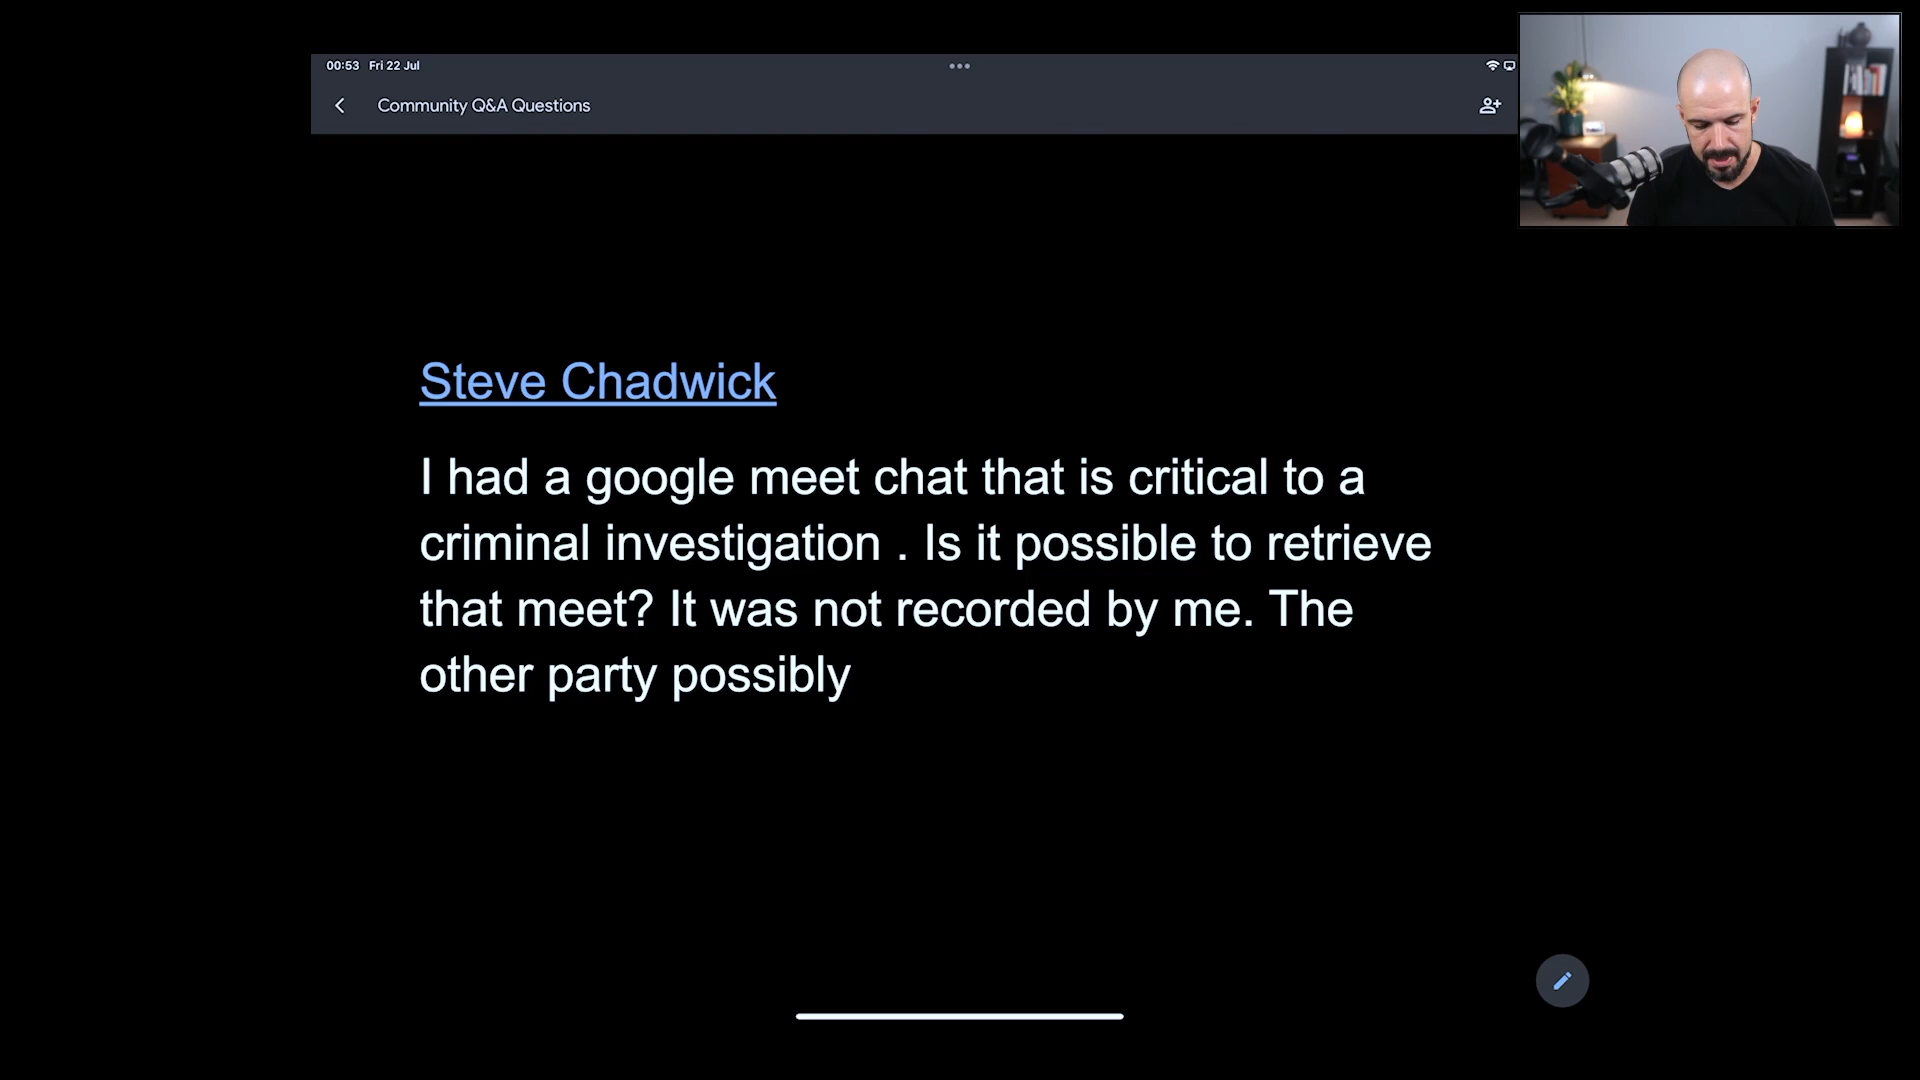 00:53 Fri 22 Jul
Community Q&A Questions
Steve Chadwick
I had a google meet chat that is critical to a
criminal investigation . Is it possible to retrieve
that meet? It was not recorded by me. The
other party possibly